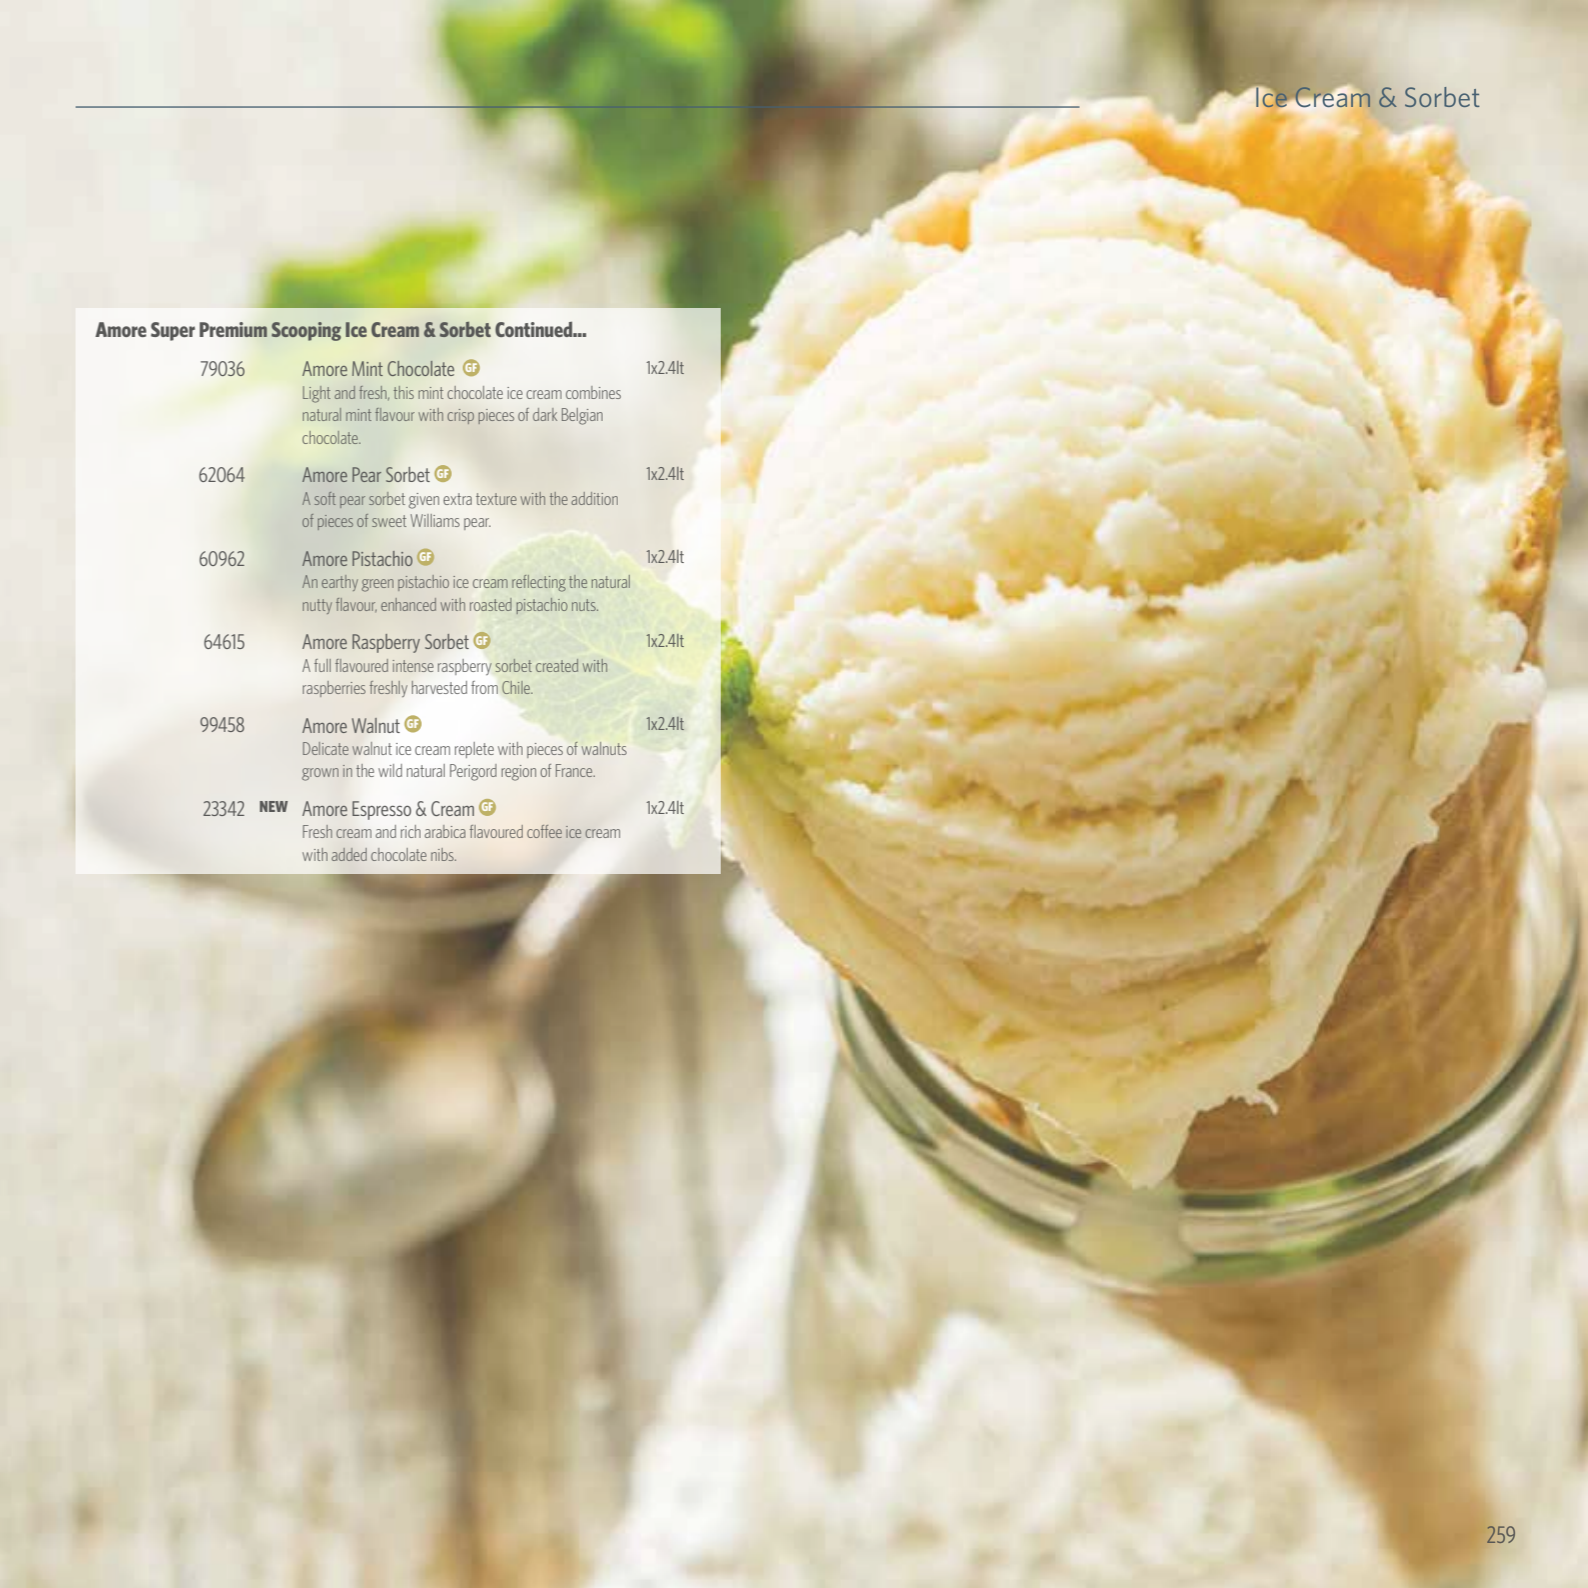 Ice Cream & Sorbet
Amore Super Premium Scooping Ice Cream & Sorbet Continued...
79036 Amore Mint Chocolate GF 1x2.4lt
Light and fresh, this mint chocolate ice cream combines
natural mint flavour with crisp pieces of dark Belgian
chocolate.
62064 Amore Pear Sorbet GF 1x2.4lt
A soft pear sorbet given extra texture with the addition
of pieces of sweet Williams pear.
60962 Amore Pistachio GF 1x2.4lt
An earthy green pistachio ice cream reflecting the natural
nutty flavour, enhanced with roasted pistachio nuts.
64615 Amore Raspberry Sorbet GF 1x2.4lt
A full flavoured intense raspberry sorbet created with
raspberries freshly harvested from Chile.
99458 Amore Walnut GF 1x2.4lt
Delicate walnut ice cream replete with pieces of walnuts
grown in the wild natural Perigord region of France.
23342 NEW Amore Espresso & Cream GF 1x2.4lt
Fresh cream and rich arabica flavoured coffee ice cream
with added chocolate nibs.
259